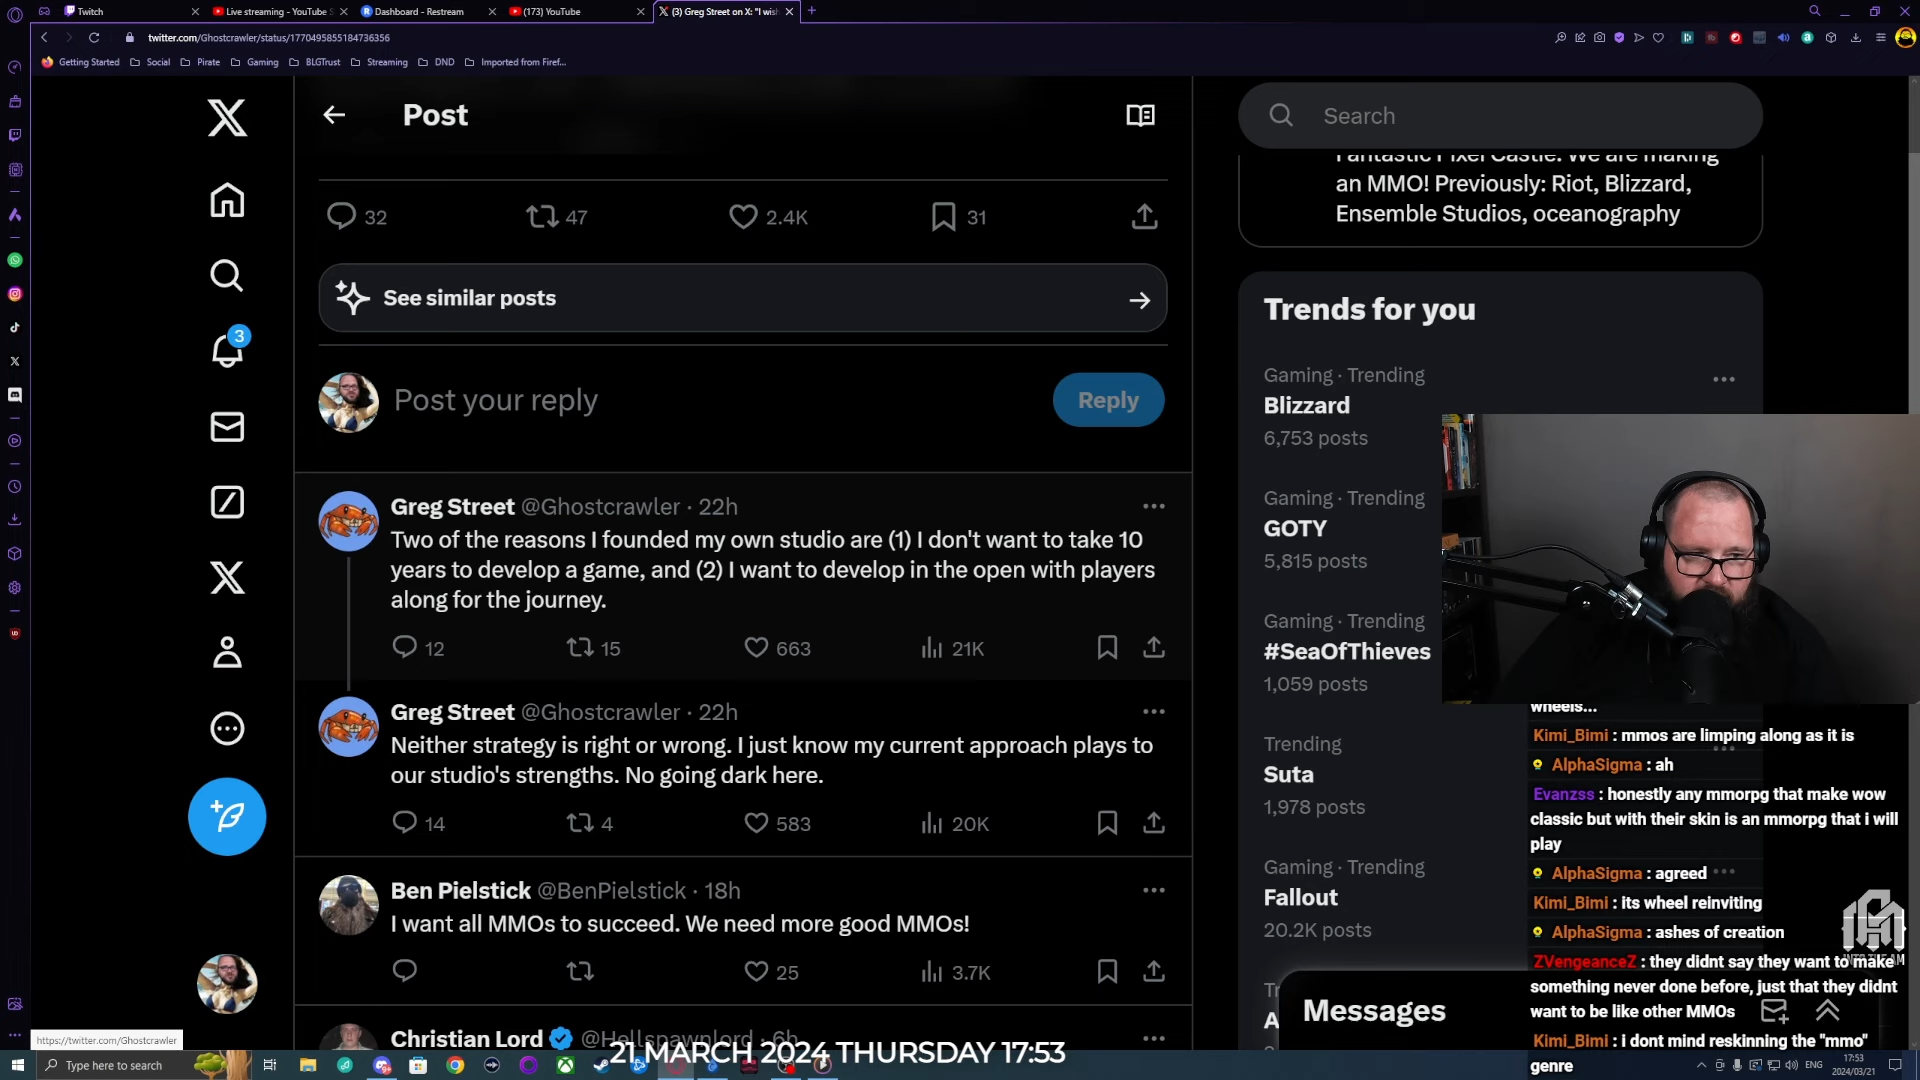 Twitch
Live streaming - YouTube S
Dashboard - Restream
(173) YouTube
(3) Greg Street on X: "I wish
twitter.com/Ghostcrawler/status/1770495855184736356
Getting Started
Social
Pirate
Gaming
BLGTrust
Streaming
DND
Imported from Firef...
Post
Search
Fantastic Pixel Castle. We are making
an MMO! Previously: Riot, Blizzard,
Ensemble Studios, oceanography
32
47
2.4K
31
See similar posts
3
Post your reply
Reply
Trends for you
Gaming · Trending
Blizzard
6,753 posts
Gaming · Trending
GOTY
5,815 posts
Gaming · Trending
#SeaOfThieves
1,059 posts
Trending
Suta
1,978 posts
Gaming · Trending
Fallout
20.2K posts
Tr
A
Messages
Greg Street @Ghostcrawler · 22h
Two of the reasons I founded my own studio are (1) I don't want to take 10
years to develop a game, and (2) I want to develop in the open with players
along for the journey.
12
15
663
21K
Greg Street @Ghostcrawler · 22h
Neither strategy is right or wrong. I just know my current approach plays to
our studio's strengths. No going dark here.
14
4
583
20K
Ben Pielstick @BenPielstick · 18h
I want all MMOs to succeed. We need more good MMOs!
25
3.7K
Christian Lord @Hellspawnlord · 6h
wheels...
Kimi_Bimi : mmos are limping along as it is
AlphaSigma : ah
Evanzss : honestly any mmorpg that make wow
classic but with their skin is an mmorpg that i will
play
AlphaSigma : agreed
Kimi_Bimi : its wheel reinviting
AlphaSigma : ashes of creation
ZVengeanceZ : they didnt say they want to make
something never done before, just that they didnt
want to be like other MMOs
Kimi_Bimi : i dont mind reskinning the "mmo"
genre
https://twitter.com/Ghostcrawler
21 MARCH 2024 THURSDAY 17:53
Type here to search
ENG
17:53
2024/03/21